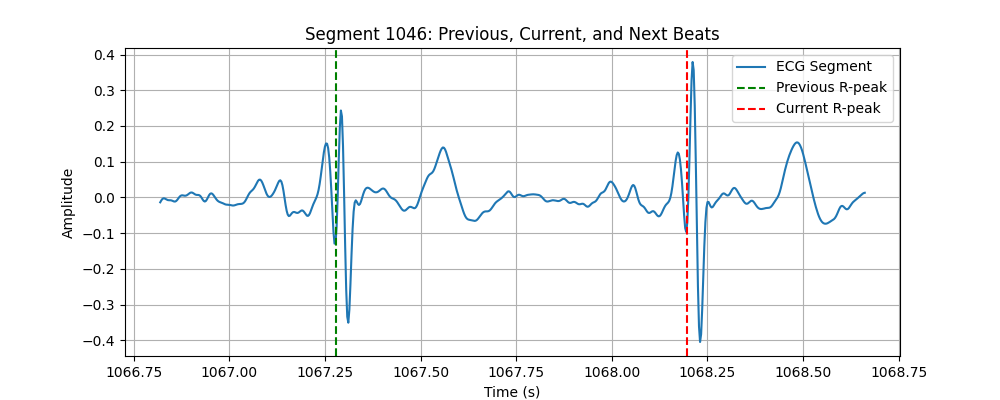 Segment 1046: Previous, Current, and Next Beats
0.4
0.3
0.2
0.1
0.0
−0.1
−0.2
−0.3
−0.4
Amplitude
ECG Segment
Previous R-peak
Current R-peak
1066.75 1067.00 1067.25 1067.50 1067.75 1068.00 1068.25 1068.50 1068.75
Time (s)